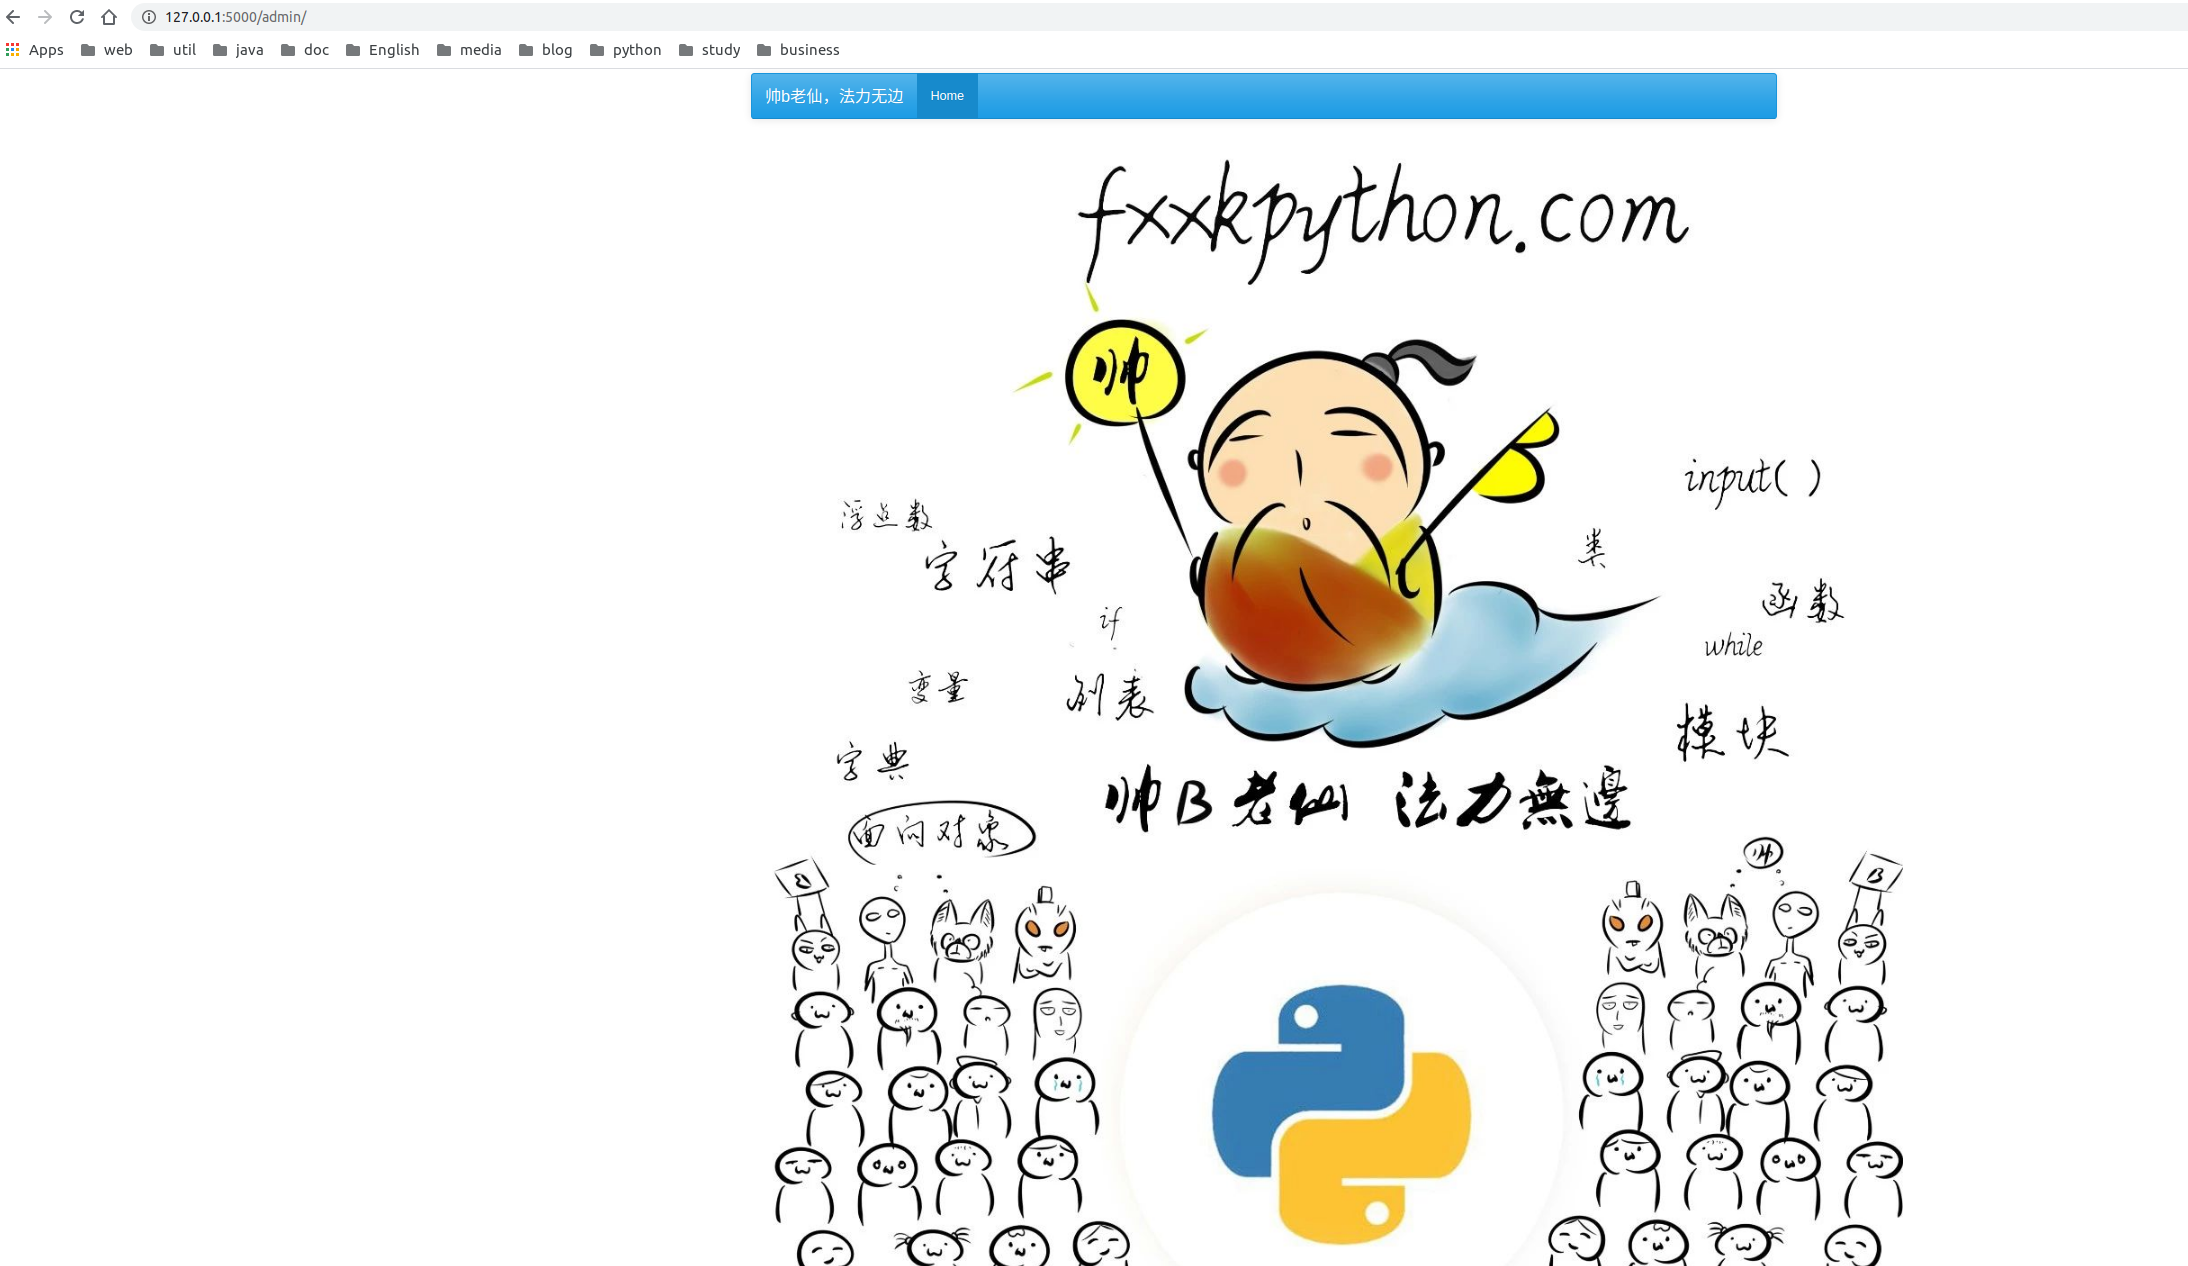 127.0.0.1:5000/admin/
Apps web util java doc English media blog python study business
帅b老仙，法力无边 Home
fxxkpython.com
帅
B
input( )
浮点数
字符串
类
函数
if
while
变量
列表
模块
字典
帅B老仙 法力無邊
面向对象
帅
B
B